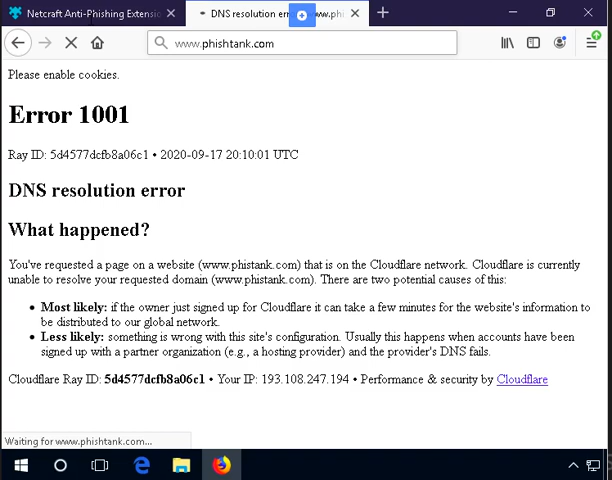 Netcraft Anti-Phishing Extensio
DNS resolution err
www.ph
www.phishtank.com
Please enable cookies.
Error 1001
Ray ID: 5d4577dcfb8a06c1 • 2020-09-17 20:10:01 UTC
DNS resolution error
What happened?
You've requested a page on a website (www.phistank.com) that is on the Cloudflare network. Cloudflare is currently
unable to resolve your requested domain (www.phistank.com). There are two potential causes of this:
• Most likely: if the owner just signed up for Cloudflare it can take a few minutes for the website's information to
be distributed to our global network.
• Less likely: something is wrong with this site's configuration. Usually this happens when accounts have been
signed up with a partner organization (e.g., a hosting provider) and the provider's DNS fails.
Cloudflare Ray ID: 5d4577dcfb8a06c1 • Your IP: 193.108.247.194 • Performance & security by Cloudflare
Waiting for www.phishtank.com...